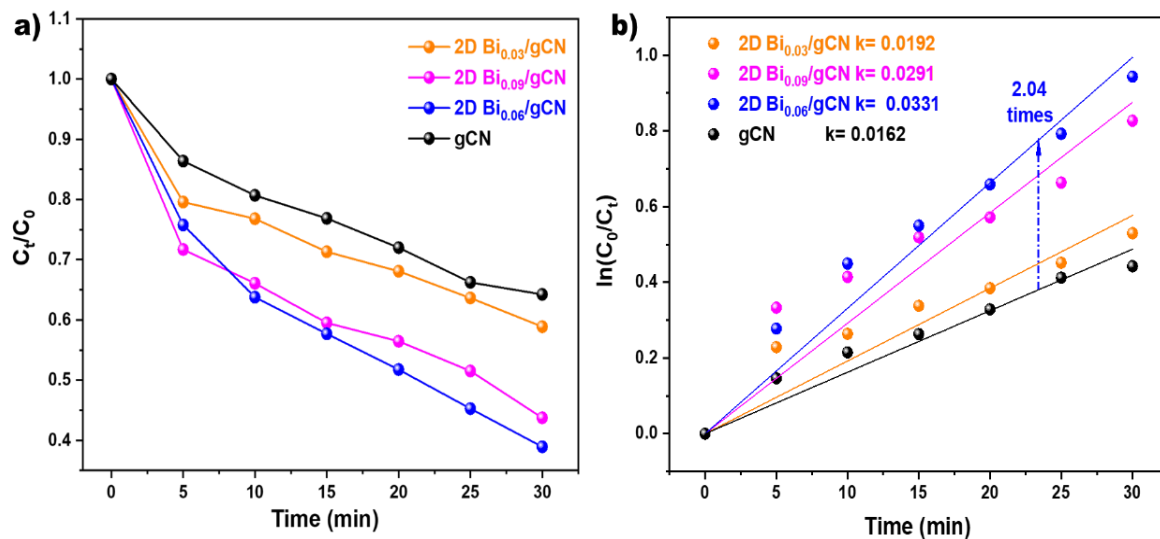 a)
1.1
1.0
0.9
0.8
0.7
0.6
0.5
0.4
Cₜ/C₀
2D Bi₀.₀₃/gCN
2D Bi₀.₀₉/gCN
2D Bi₀.₀₆/gCN
gCN
0 5 10 15 20 25 30
Time (min)
b)
1.0
0.8
0.6
0.4
0.2
0.0
ln(C₀/Cₜ)
2D Bi₀.₀₃/gCN k= 0.0192
2D Bi₀.₀₉/gCN k= 0.0291
2D Bi₀.₀₆/gCN k= 0.0331
gCN k= 0.0162
2.04
times
0 5 10 15 20 25 30
Time (min)